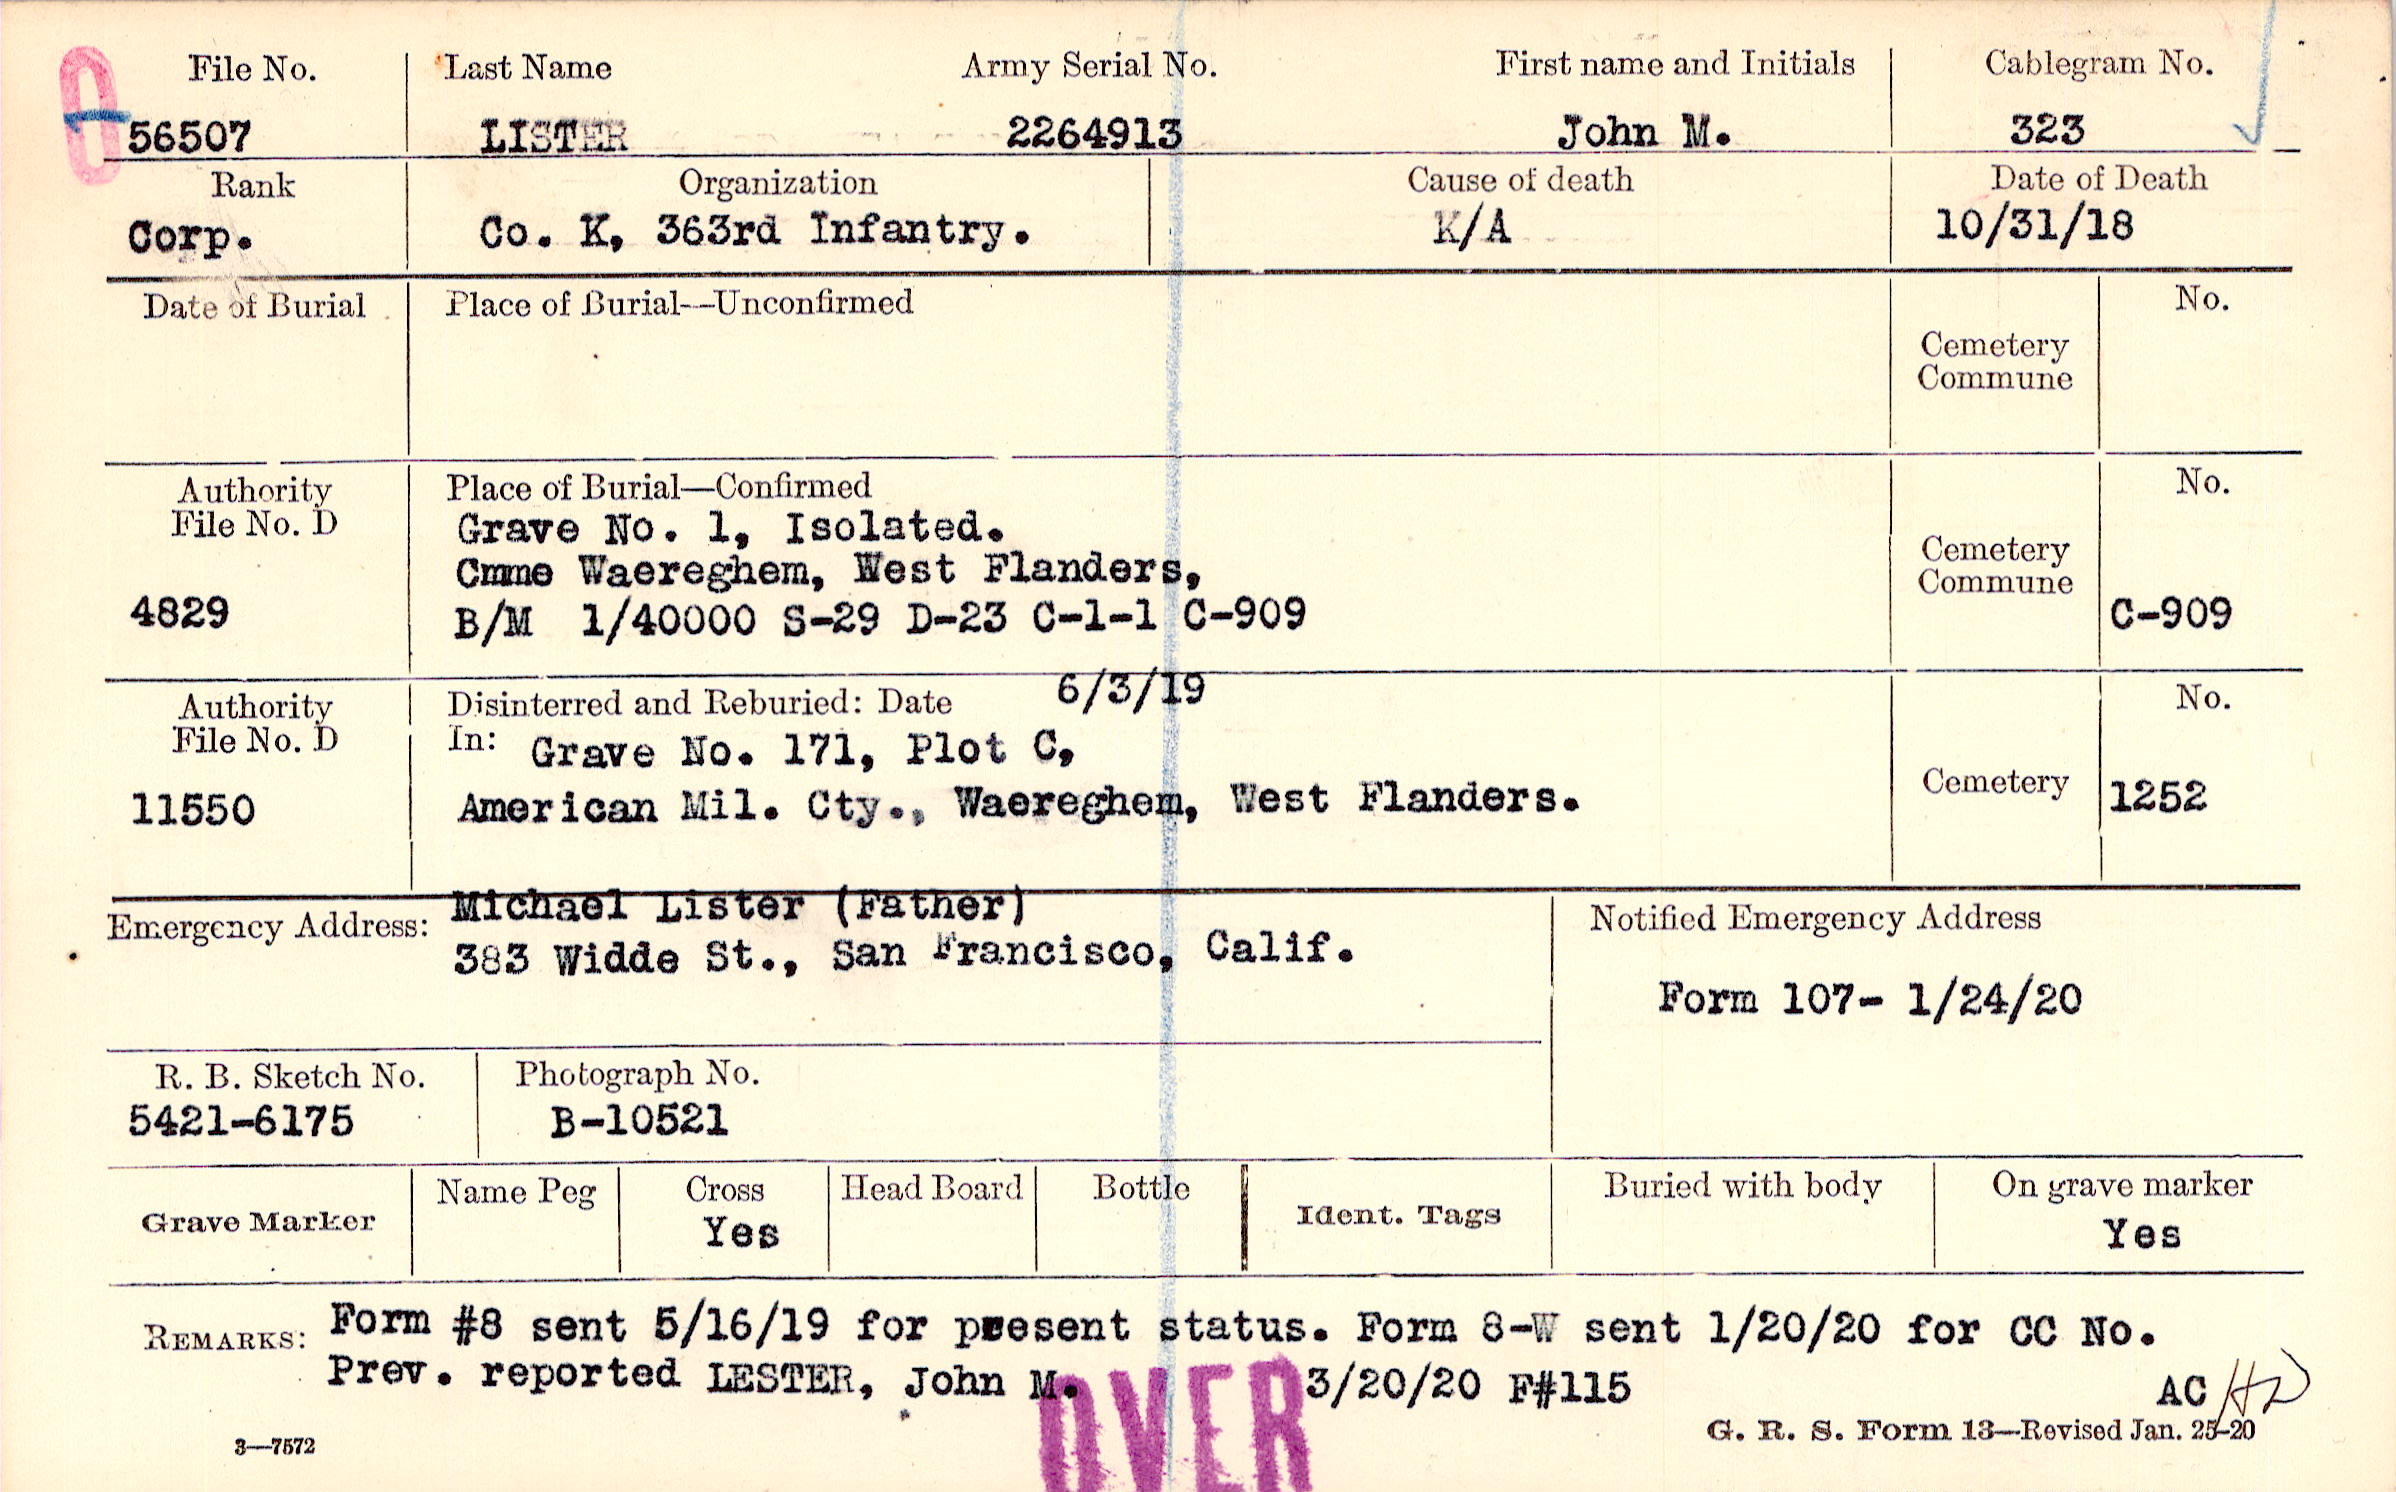 File No. Last Name Army Serial No. First name and Initials Cablegram No.
56507 LISTER 2264913 John M. 323
Rank Organization Cause of death Date of Death
Corp. Co. K, 363rd Infantry. K/A 10/31/18
Date of Burial Place of Burial—Unconfirmed No.
Cemetery
Commune
Authority Place of Burial—Confirmed No.
File No. D Grave No. 1, Isolated.
Cmme Waereghem, West Flanders, Cemetery
Commune
4829 B/M 1/40000 S-29 D-23 C-1-1 C-909 C-909
Authority Disinterred and Reburied: Date 6/3/19 No.
File No. D In: Grave No. 171, Plot C,
11550 American Mil. Cty., Waereghem, West Flanders. Cemetery 1252
Emergency Address: Michael Lister (Father) Notified Emergency Address
383 Widde St., San Francisco, Calif.
Form 107- 1/24/20
R. B. Sketch No. Photograph No.
5421-6175 B-10521
Grave Marker Name Peg Cross Head Board Bottle Ident. Tags Buried with body On grave marker
Yes Yes
REMARKS: Form #8 sent 5/16/19 for present status. Form 8-W sent 1/20/20 for CC No.
Prev. reported LESTER, John M. 3/20/20 F#115 AC
OVER
3—7572 G. R. S. Form 13—Revised Jan. 25-20